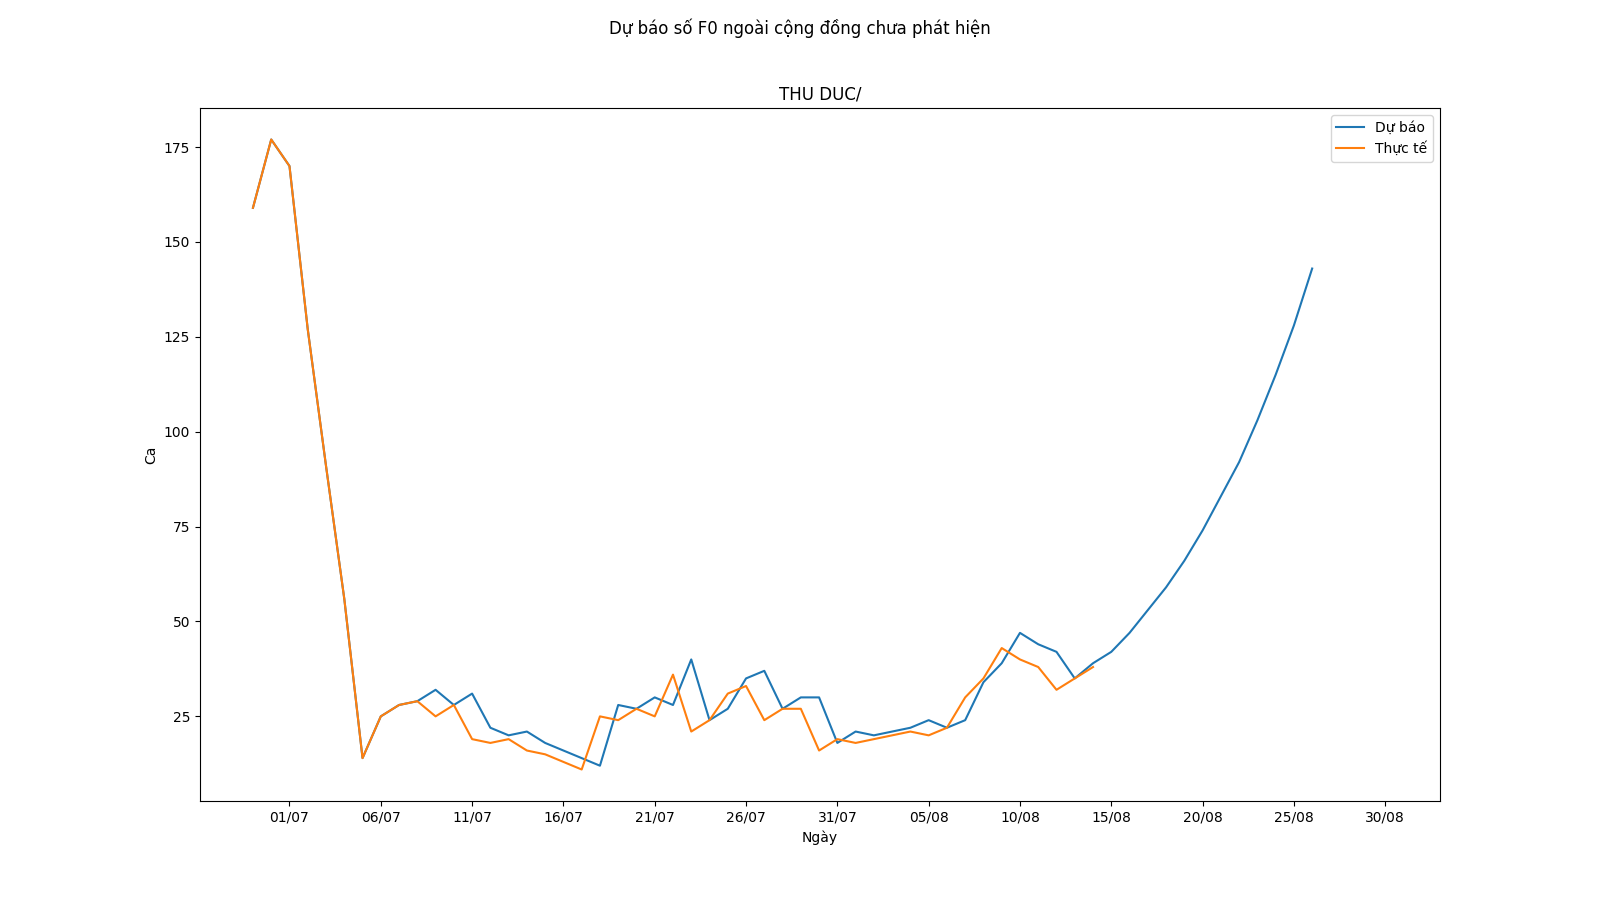 Dự báo số F0 ngoài cộng đồng chưa phát hiện
THU DUC/
Dự báo
Thực tế
175
150
125
100
75
50
25
Ca
01/07 06/07 11/07 16/07 21/07 26/07 31/07 05/08 10/08 15/08 20/08 25/08 30/08
Ngày